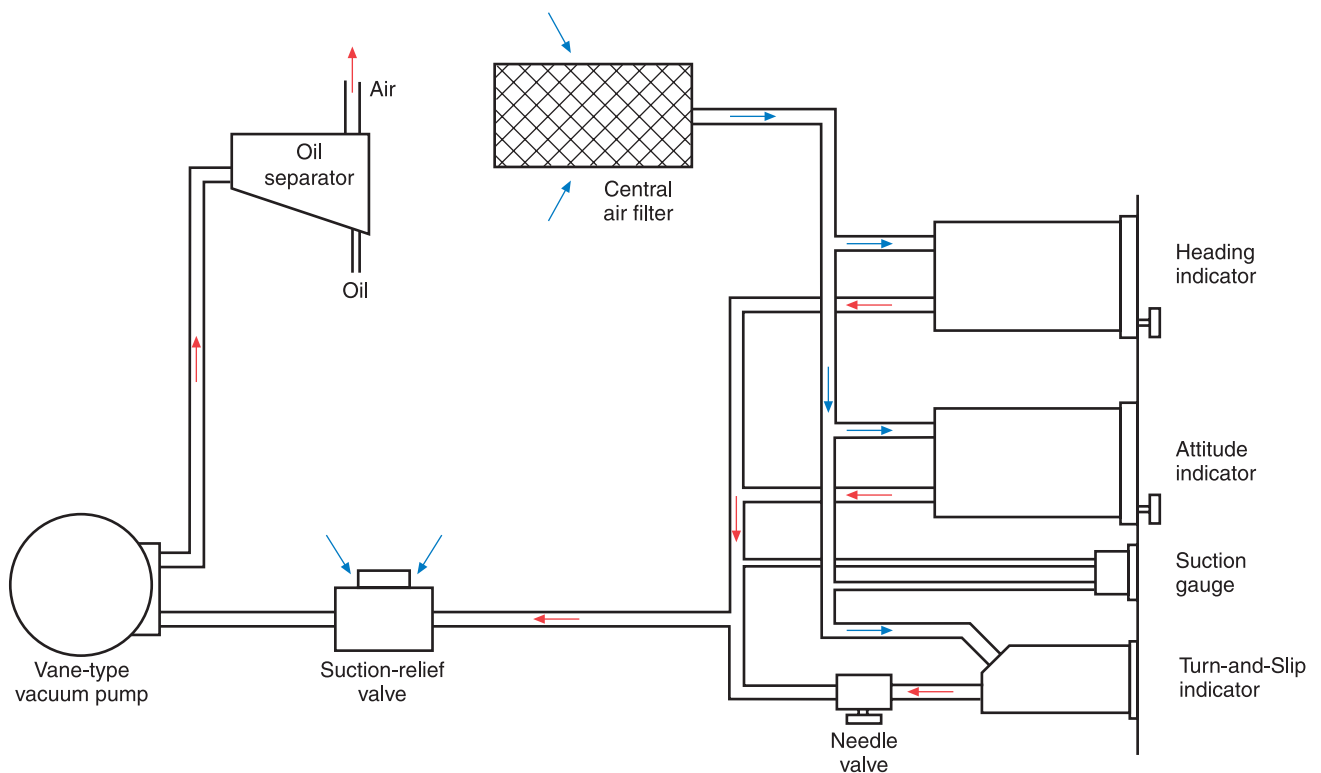 Air
Oil
separator
Oil
Central
air filter
Heading
indicator
Attitude
indicator
Suction
gauge
Turn-and-Slip
indicator
Vane-type
vacuum pump
Suction-relief
valve
Needle
valve